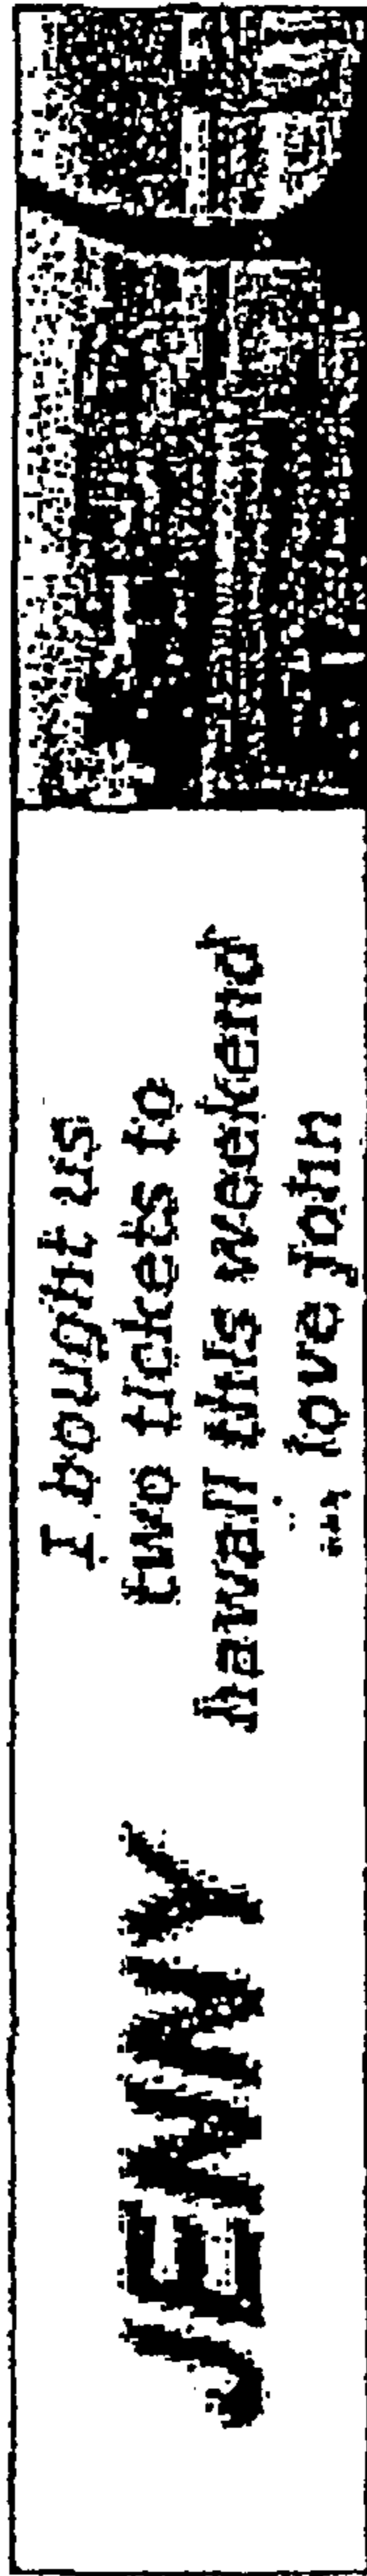 JENNY
I bought us
two tickets to
hawaii this weekend
... love John